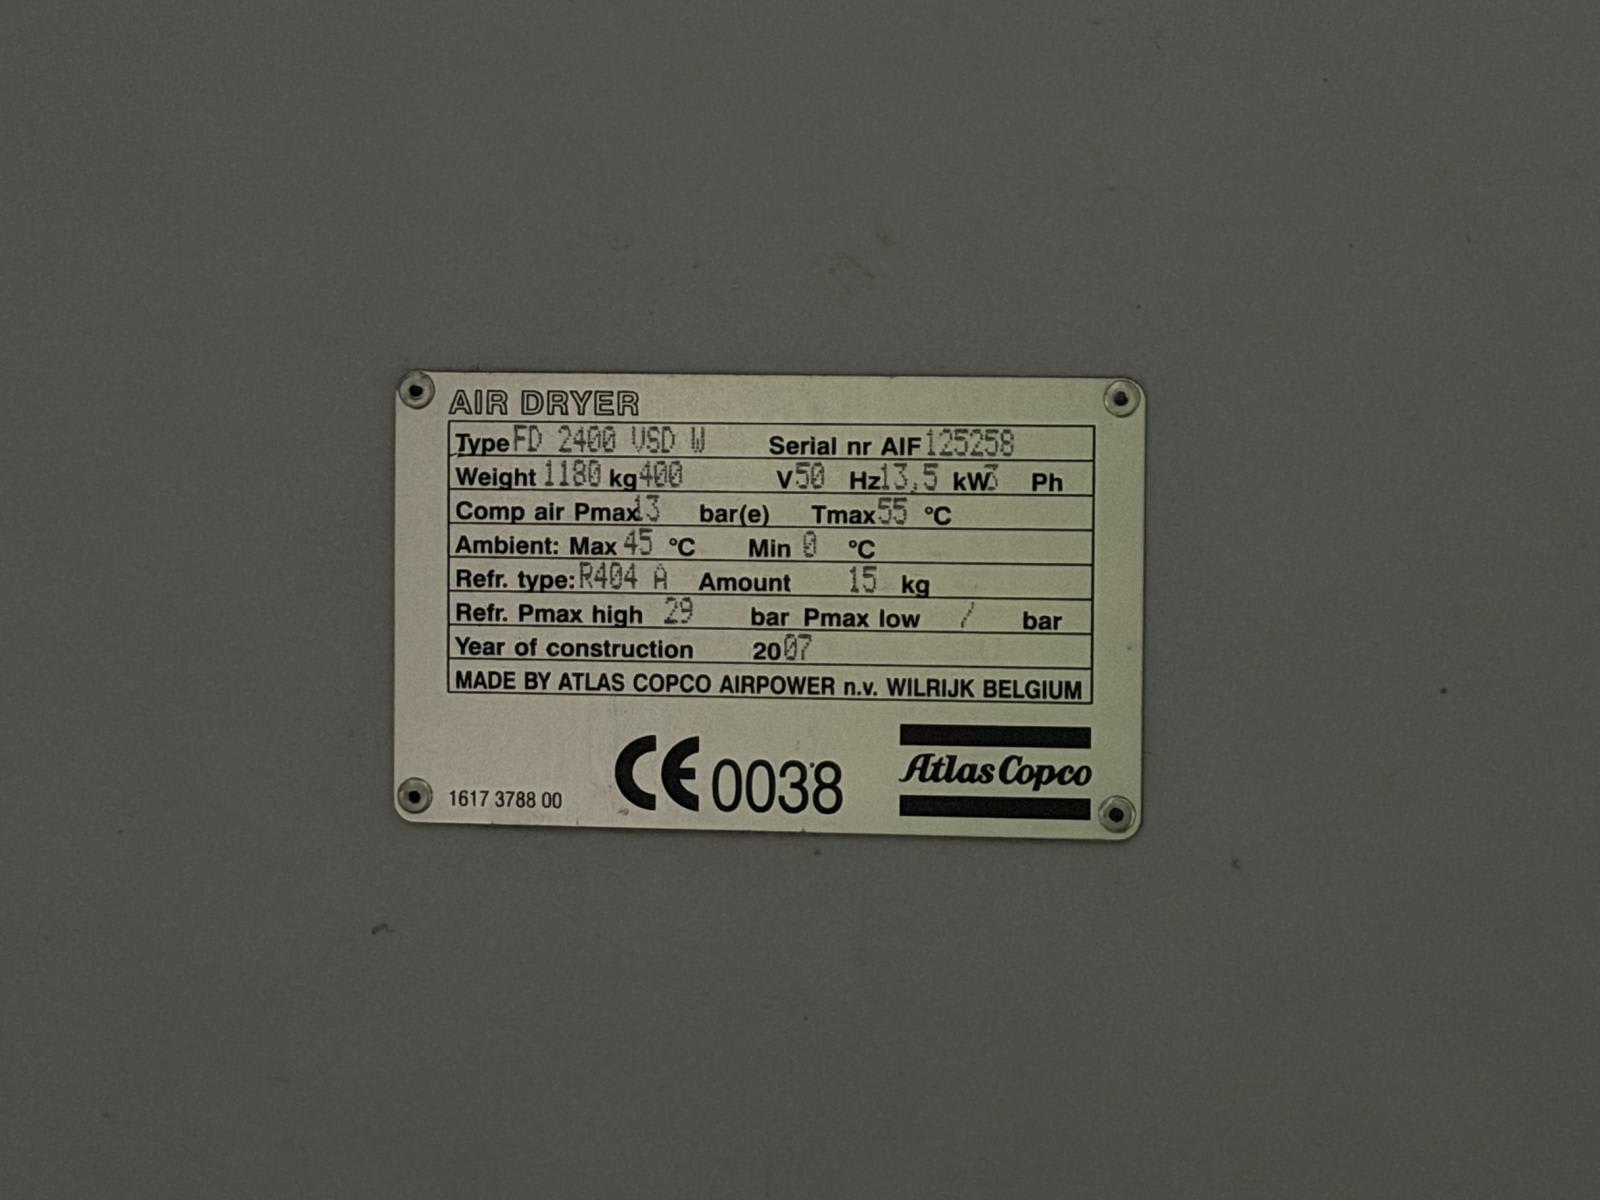 AIR DRYER
Type FD 2400 VSD W Serial nr AIF 125258
Weight 1180 kg 400 V 50 Hz 13,5 kW 3 Ph
Comp air Pmax 13 bar(e) Tmax 55 °C
Ambient: Max 45 °C Min 0 °C
Refr. type: R404 A Amount 15 kg
Refr. Pmax high 29 bar Pmax low / bar
Year of construction 2007
MADE BY ATLAS COPCO AIRPOWER n.v. WILRIJK BELGIUM
CE 0038
Atlas Copco
1617 3788 00